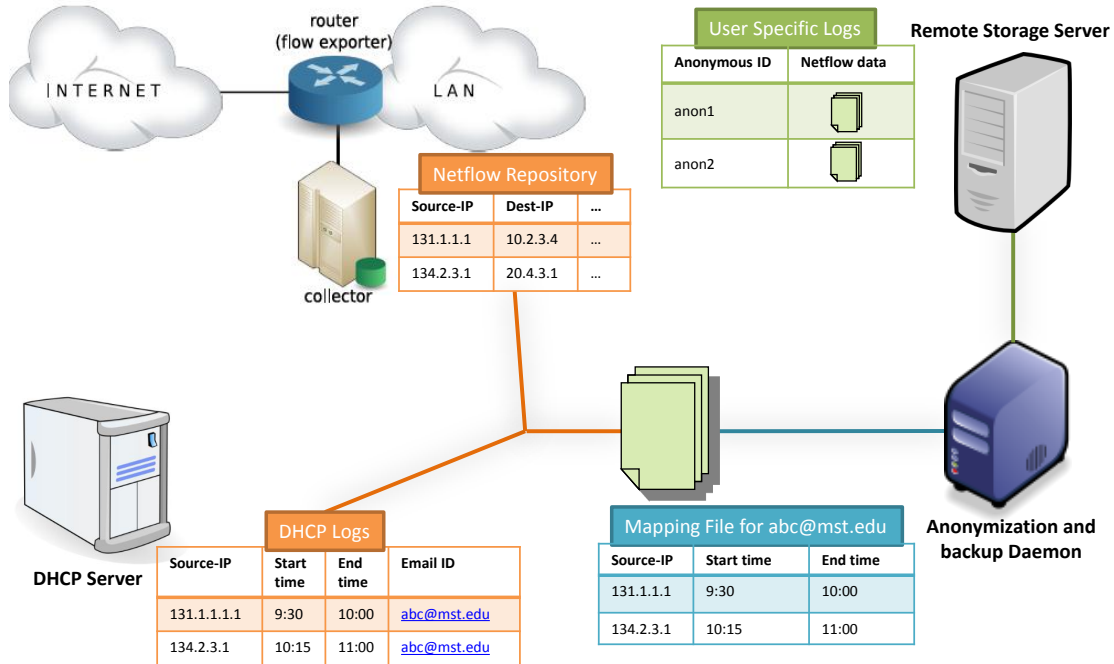 router
(flow exporter)
INTERNET
LAN
collector
Netflow Repository
Source-IP Dest-IP ...
131.1.1.1 10.2.3.4 ...
134.2.3.1 20.4.3.1 ...
User Specific Logs
Anonymous ID Netflow data
anon1
anon2
Remote Storage Server
DHCP Server
DHCP Logs
Source-IP Start time End time Email ID
131.1.1.1.1 9:30 10:00 abc@mst.edu
134.2.3.1 10:15 11:00 abc@mst.edu
Mapping File for abc@mst.edu
Source-IP Start time End time
131.1.1.1 9:30 10:00
134.2.3.1 10:15 11:00
Anonymization and
backup Daemon